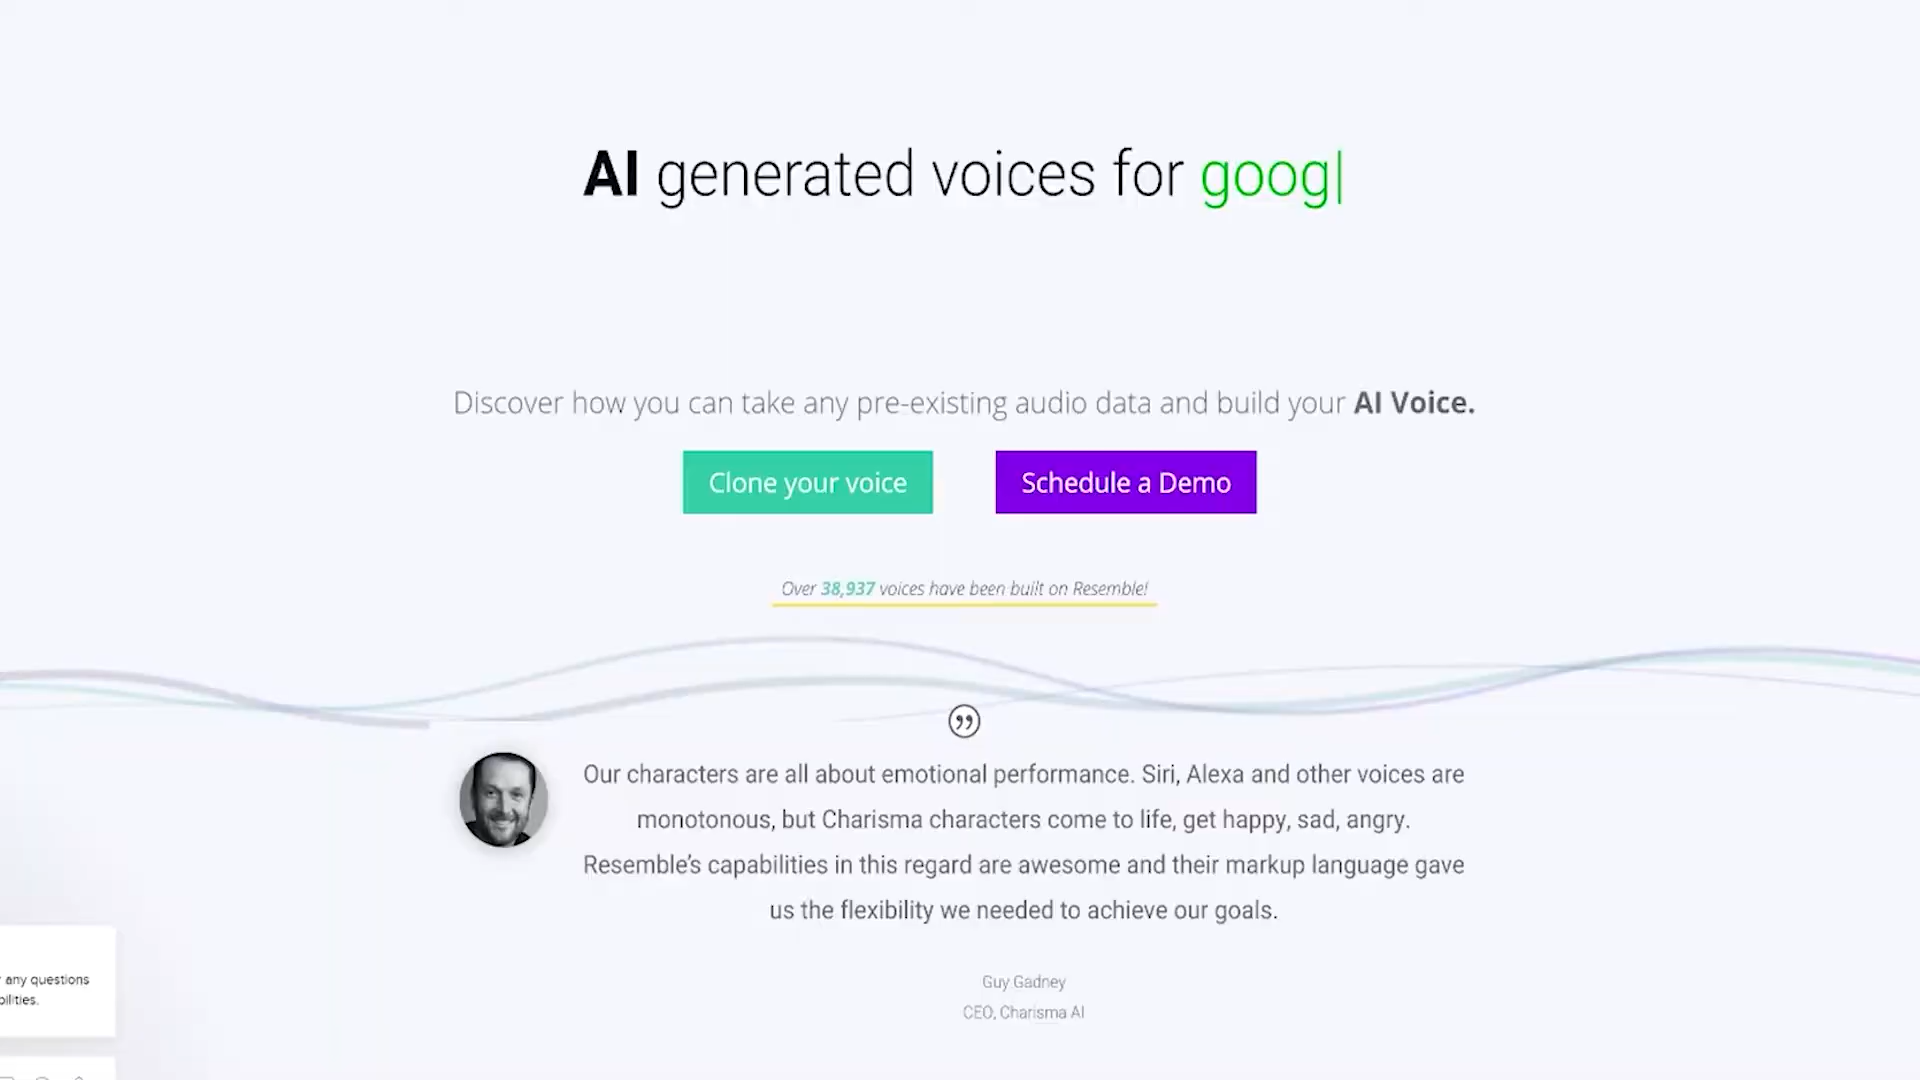 AI generated voices for goog
Discover how you can take any pre-existing audio data and build your AI Voice.
Clone your voice
Schedule a Demo
Over 38,937 voices have been built on Resemble!
Our characters are all about emotional performance. Siri, Alexa and other voices are
monotonous, but Charisma characters come to life, get happy, sad, angry.
Resemble’s capabilities in this regard are awesome and their markup language gave
us the flexibility we needed to achieve our goals.
any questions
Guy Gadney
CEO, Charisma AI